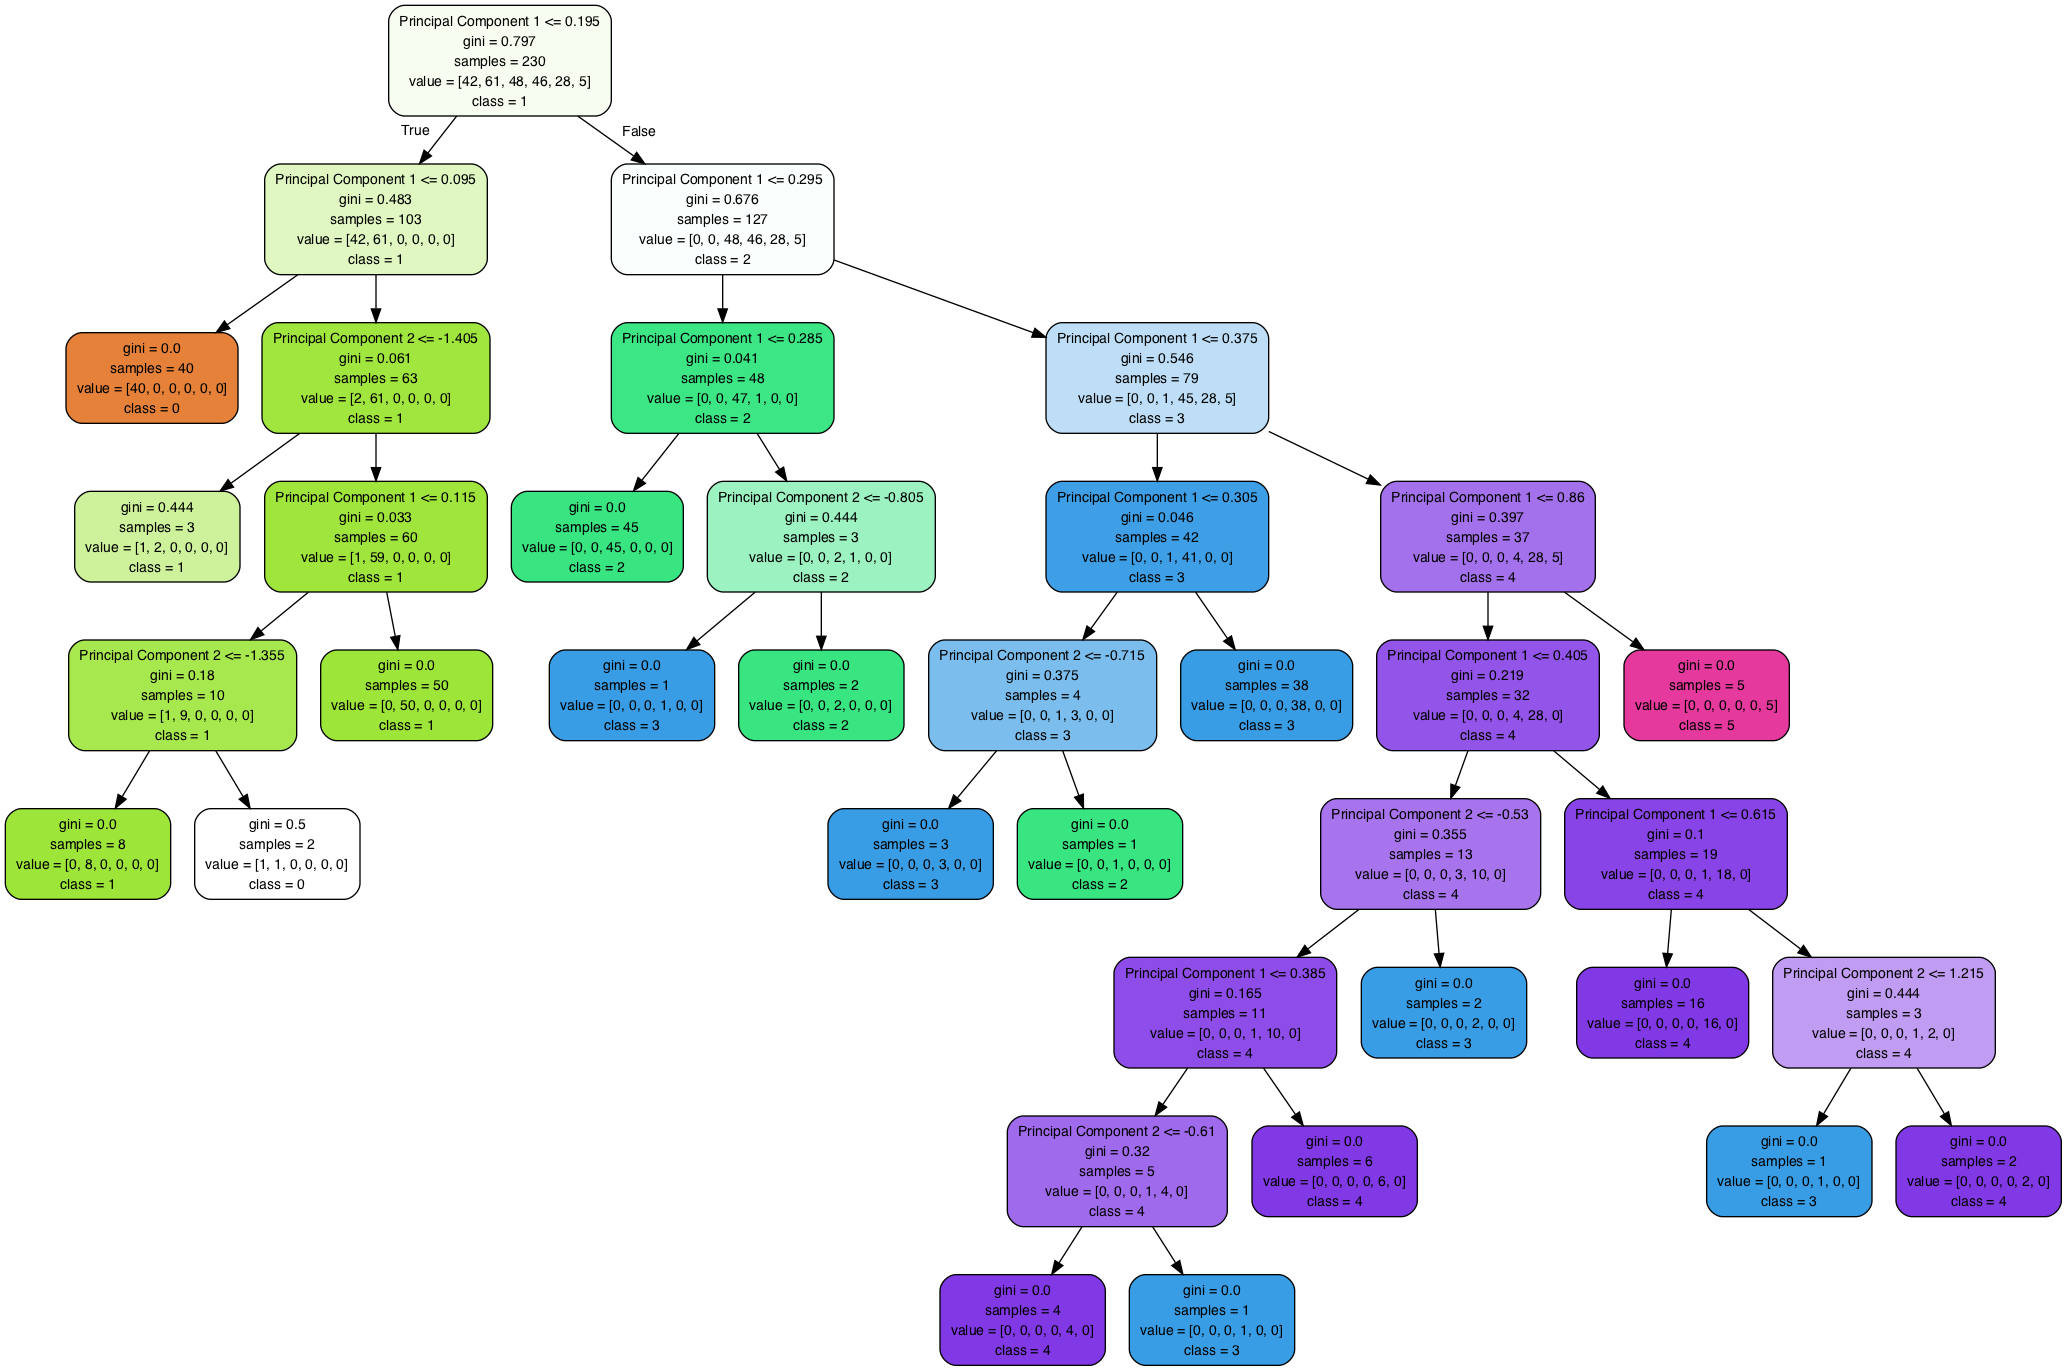 Principal Component 1 <= 0.195
gini = 0.797
samples = 230
value = [42, 61, 48, 46, 28, 5]
class = 1
True
False
Principal Component 1 <= 0.095
gini = 0.483
samples = 103
value = [42, 61, 0, 0, 0, 0]
class = 1
Principal Component 1 <= 0.295
gini = 0.676
samples = 127
value = [0, 0, 48, 46, 28, 5]
class = 2
gini = 0.0
samples = 40
value = [40, 0, 0, 0, 0, 0]
class = 0
Principal Component 2 <= -1.405
gini = 0.061
samples = 63
value = [2, 61, 0, 0, 0, 0]
class = 1
Principal Component 1 <= 0.285
gini = 0.041
samples = 48
value = [0, 0, 47, 1, 0, 0]
class = 2
Principal Component 1 <= 0.375
gini = 0.546
samples = 79
value = [0, 0, 1, 45, 28, 5]
class = 3
gini = 0.444
samples = 3
value = [1, 2, 0, 0, 0, 0]
class = 1
Principal Component 1 <= 0.115
gini = 0.033
samples = 60
value = [1, 59, 0, 0, 0, 0]
class = 1
gini = 0.0
samples = 45
value = [0, 0, 45, 0, 0, 0]
class = 2
Principal Component 2 <= -0.805
gini = 0.444
samples = 3
value = [0, 0, 2, 1, 0, 0]
class = 2
Principal Component 1 <= 0.305
gini = 0.046
samples = 42
value = [0, 0, 1, 41, 0, 0]
class = 3
Principal Component 1 <= 0.86
gini = 0.397
samples = 37
value = [0, 0, 0, 4, 28, 5]
class = 4
Principal Component 2 <= -1.355
gini = 0.18
samples = 10
value = [1, 9, 0, 0, 0, 0]
class = 1
gini = 0.0
samples = 50
value = [0, 50, 0, 0, 0, 0]
class = 1
gini = 0.0
samples = 1
value = [0, 0, 0, 1, 0, 0]
class = 3
gini = 0.0
samples = 2
value = [0, 0, 2, 0, 0, 0]
class = 2
Principal Component 2 <= -0.715
gini = 0.375
samples = 4
value = [0, 0, 1, 3, 0, 0]
class = 3
gini = 0.0
samples = 38
value = [0, 0, 0, 38, 0, 0]
class = 3
Principal Component 1 <= 0.405
gini = 0.219
samples = 32
value = [0, 0, 0, 4, 28, 0]
class = 4
gini = 0.0
samples = 5
value = [0, 0, 0, 0, 0, 5]
class = 5
gini = 0.0
samples = 8
value = [0, 8, 0, 0, 0, 0]
class = 1
gini = 0.5
samples = 2
value = [1, 1, 0, 0, 0, 0]
class = 0
gini = 0.0
samples = 3
value = [0, 0, 0, 3, 0, 0]
class = 3
gini = 0.0
samples = 1
value = [0, 0, 1, 0, 0, 0]
class = 2
Principal Component 2 <= -0.53
gini = 0.355
samples = 13
value = [0, 0, 0, 3, 10, 0]
class = 4
Principal Component 1 <= 0.615
gini = 0.1
samples = 19
value = [0, 0, 0, 1, 18, 0]
class = 4
Principal Component 1 <= 0.385
gini = 0.165
samples = 11
value = [0, 0, 0, 1, 10, 0]
class = 4
gini = 0.0
samples = 2
value = [0, 0, 0, 2, 0, 0]
class = 3
gini = 0.0
samples = 16
value = [0, 0, 0, 0, 16, 0]
class = 4
Principal Component 2 <= 1.215
gini = 0.444
samples = 3
value = [0, 0, 0, 1, 2, 0]
class = 4
Principal Component 2 <= -0.61
gini = 0.32
samples = 5
value = [0, 0, 0, 1, 4, 0]
class = 4
gini = 0.0
samples = 6
value = [0, 0, 0, 0, 6, 0]
class = 4
gini = 0.0
samples = 1
value = [0, 0, 0, 1, 0, 0]
class = 3
gini = 0.0
samples = 2
value = [0, 0, 0, 0, 2, 0]
class = 4
gini = 0.0
samples = 4
value = [0, 0, 0, 0, 4, 0]
class = 4
gini = 0.0
samples = 1
value = [0, 0, 0, 1, 0, 0]
class = 3